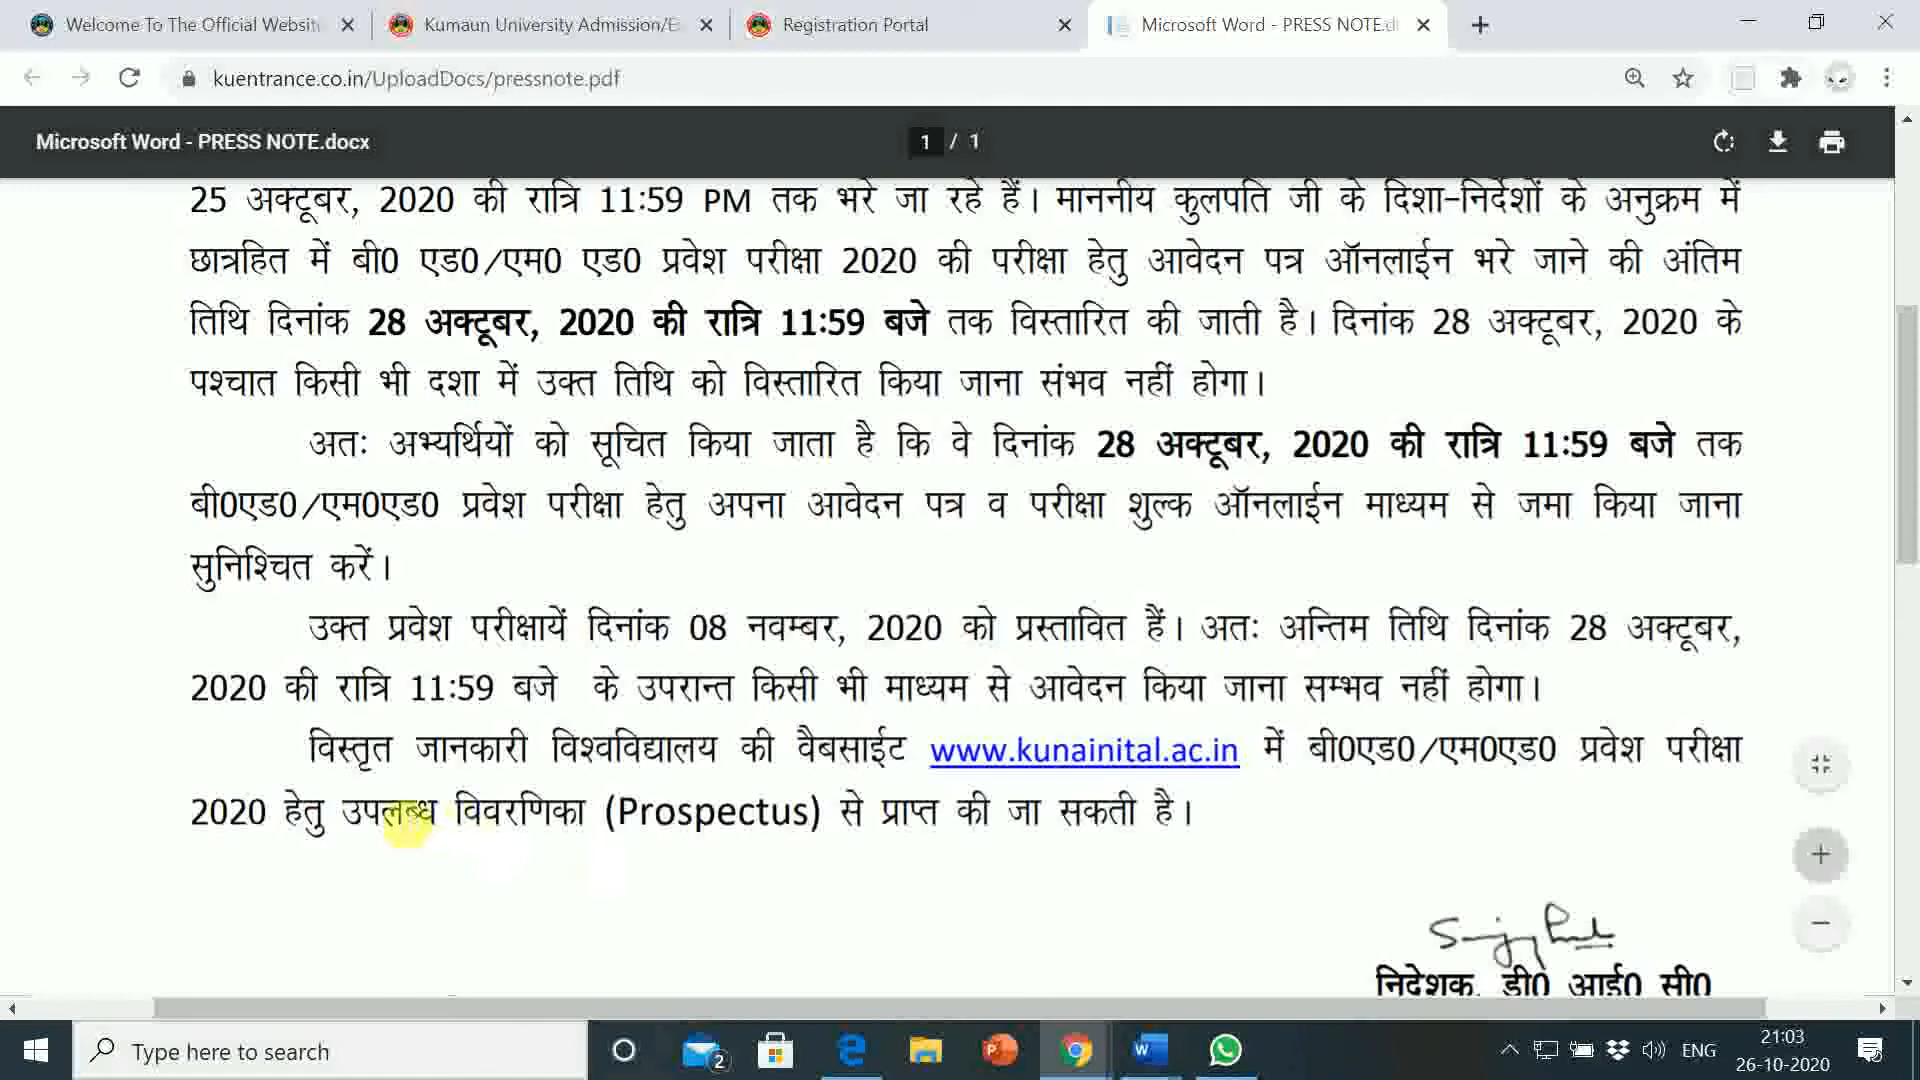 Welcome To The Official Website
Kumaun University Admission/E
Registration Portal
Microsoft Word - PRESS NOTE.d
kuentrance.co.in/UploadDocs/pressnote.pdf
Microsoft Word - PRESS NOTE.docx
1 / 1
25 अक्टूबर, 2020 की रात्रि 11:59 PM तक भरे जा रहे हैं। माननीय कुलपति जी के दिशा-निर्देशों के अनुक्रम में
छात्रहित में बी0 एड0/एम0 एड0 प्रवेश परीक्षा 2020 की परीक्षा हेतु आवेदन पत्र ऑनलाईन भरे जाने की अंतिम
तिथि दिनांक 28 अक्टूबर, 2020 की रात्रि 11:59 बजे तक विस्तारित की जाती है। दिनांक 28 अक्टूबर, 2020 के
पश्चात किसी भी दशा में उक्त तिथि को विस्तारित किया जाना संभव नहीं होगा।
अतः अभ्यर्थियों को सूचित किया जाता है कि वे दिनांक 28 अक्टूबर, 2020 की रात्रि 11:59 बजे तक
बी0एड0/एम0एड0 प्रवेश परीक्षा हेतु अपना आवेदन पत्र व परीक्षा शुल्क ऑनलाईन माध्यम से जमा किया जाना
सुनिश्चित करें।
उक्त प्रवेश परीक्षायें दिनांक 08 नवम्बर, 2020 को प्रस्तावित हैं। अतः अन्तिम तिथि दिनांक 28 अक्टूबर,
2020 की रात्रि 11:59 बजे के उपरान्त किसी भी माध्यम से आवेदन किया जाना सम्भव नहीं होगा।
विस्तृत जानकारी विश्वविद्यालय की वैबसाईट www.kunainital.ac.in में बी0एड0/एम0एड0 प्रवेश परीक्षा
2020 हेतु उपलब्ध विवरणिका (Prospectus) से प्राप्त की जा सकती है।
निदेशक, डी0 आई0 सी0
Type here to search
2
ENG
21:03
26-10-2020